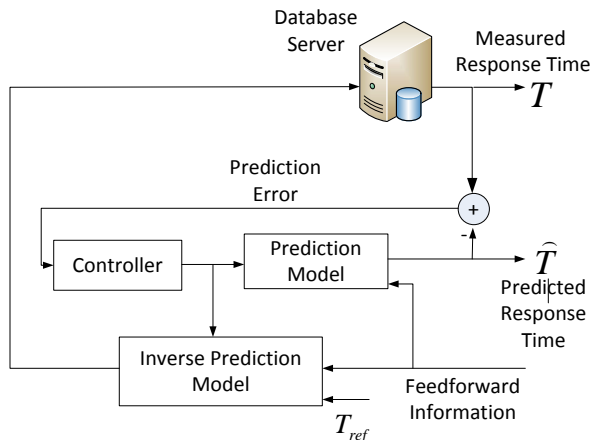 Database
Server
Measured
Response Time
T
Prediction
Error
+
-
Controller
Prediction
Model
T̂
Predicted
Response
Time
Inverse Prediction
Model
Feedforward
Information
T_ref